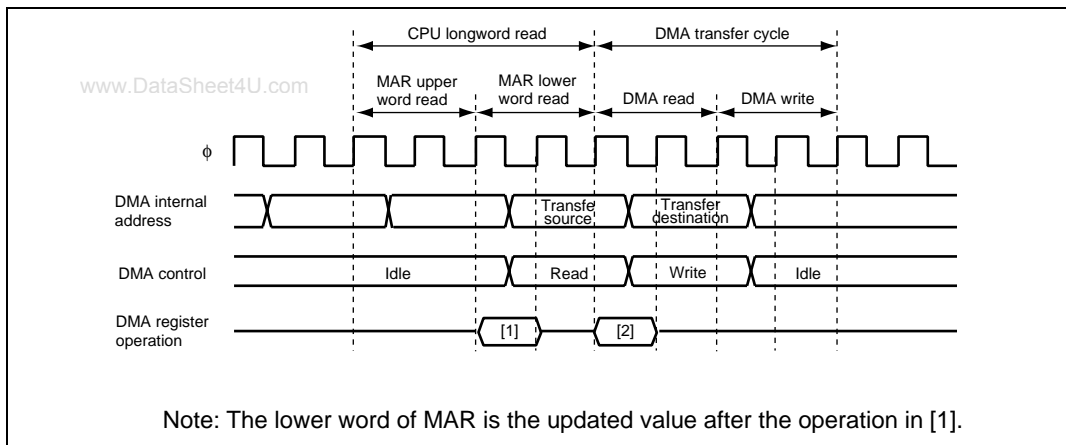 CPU longword read
DMA transfer cycle
www.DataSheet4U.com
MAR upper
word read
MAR lower
word read
DMA read
DMA write
ϕ
DMA internal
address
Transfe
source
Transfer
destination
DMA control
Idle
Read
Write
Idle
DMA register
operation
[1]
[2]
Note: The lower word of MAR is the updated value after the operation in [1].